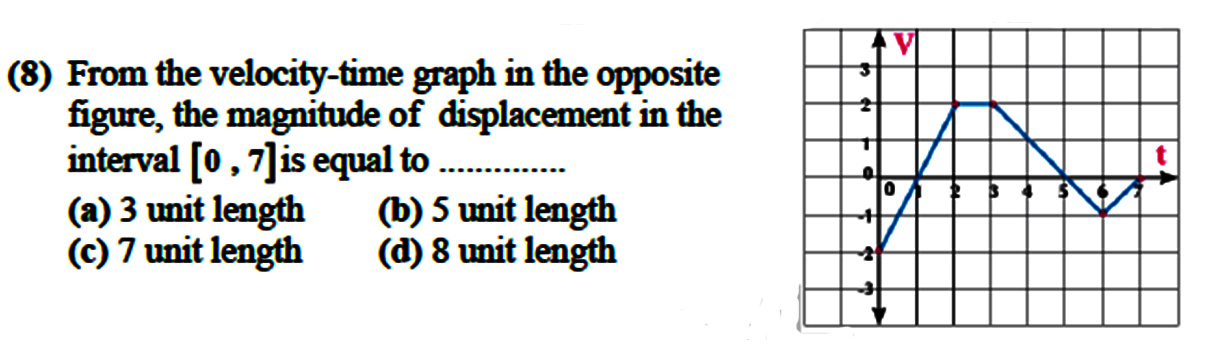 (8) From the velocity-time graph in the opposite
figure, the magnitude of displacement in the
interval [0 , 7] is equal to ...............
(a) 3 unit length (b) 5 unit length
(c) 7 unit length (d) 8 unit length
V
3
2
1
0
0 1 2 3 4 5 6 7
t
-1
-2
-3